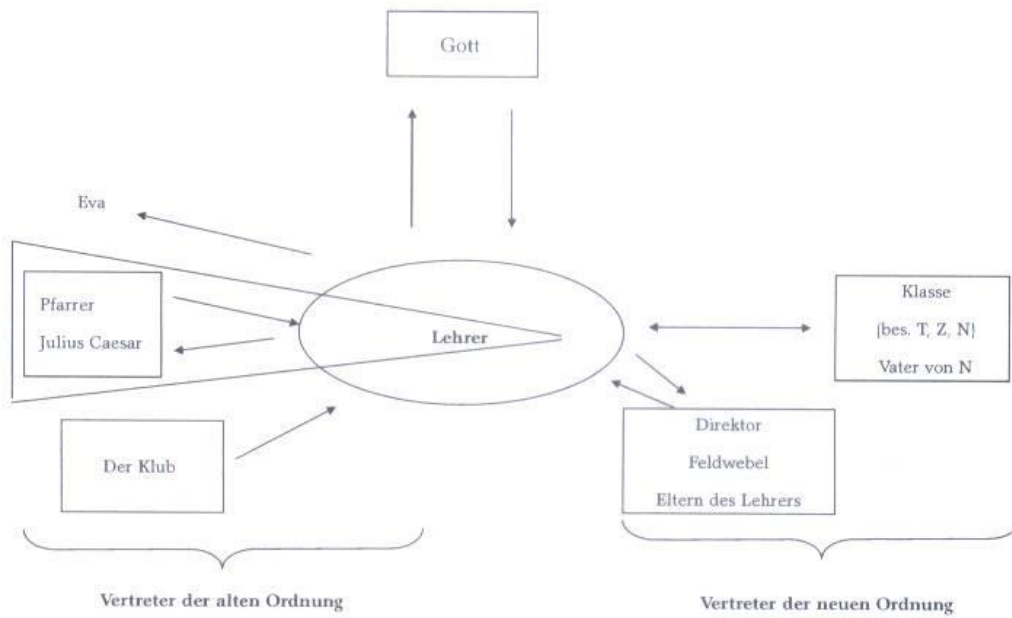 Gott
Eva
Pfarrer
Julius Caesar
Lehrer
Klasse
(bes. T, Z, N)
Vater von N
Der Klub
Direktor
Feldwebel
Eltern des Lehrers
Vertreter der alten Ordnung
Vertreter der neuen Ordnung